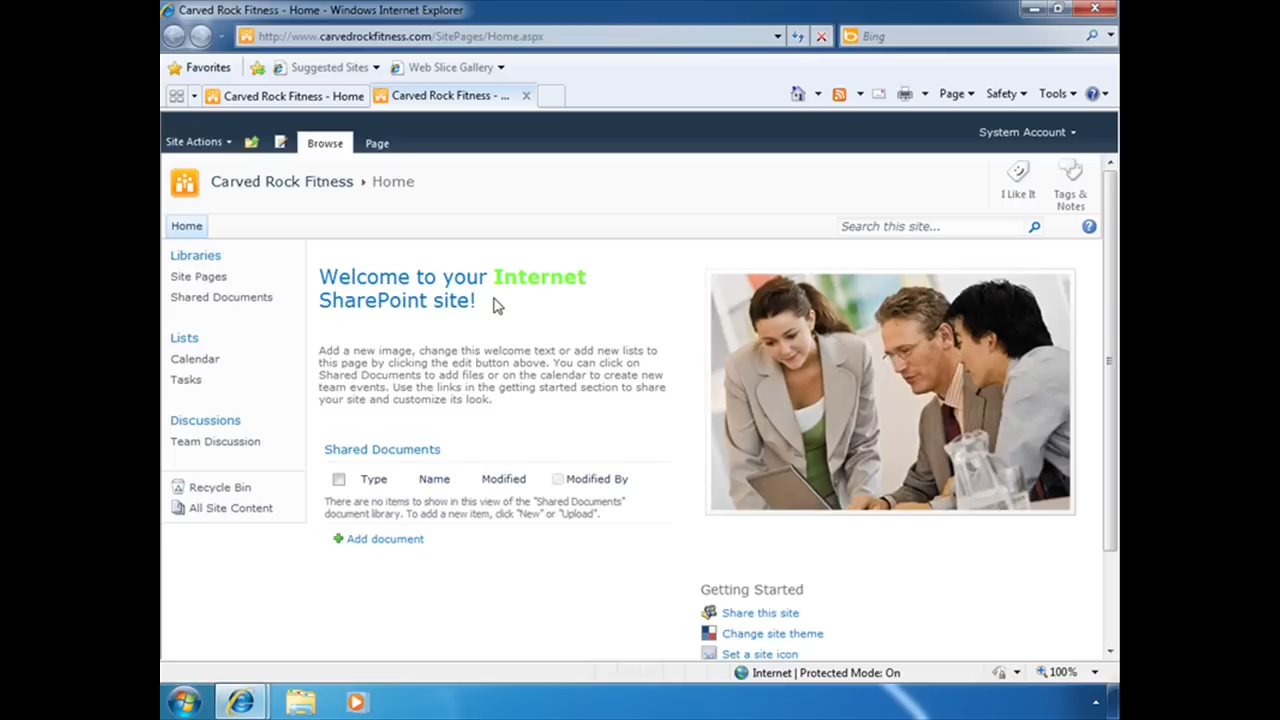 Carved Rock Fitness - Home - Windows Internet Explorer
http://www.carvedrockfitness.com/SitePages/Home.aspx
Bing
Favorites
Suggested Sites
Web Slice Gallery
Carved Rock Fitness - Home
Carved Rock Fitness - ...
Page
Safety
Tools
Site Actions
Browse
Page
System Account
Carved Rock Fitness
Home
I Like It
Tags &
Notes
Home
Search this site...
Libraries
Site Pages
Shared Documents
Lists
Calendar
Tasks
Discussions
Team Discussion
Recycle Bin
All Site Content
Welcome to your Internet
SharePoint site!
Add a new image, change this welcome text or add new lists to
this page by clicking the edit button above. You can click on
Shared Documents to add files or on the calendar to create new
team events. Use the links in the getting started section to share
your site and customize its look.
Shared Documents
Type Name Modified Modified By
There are no items to show in this view of the "Shared Documents"
document library. To add a new item, click "New" or "Upload".
Add document
Getting Started
Share this site
Change site theme
Set a site icon
Internet | Protected Mode: On
100%